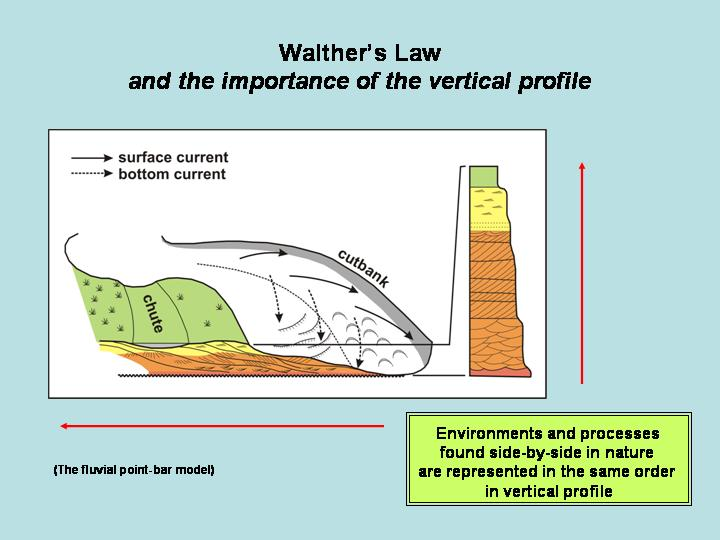 Walther's Law
and the importance of the vertical profile
surface current
bottom current
cutbank
chute
Environments and processes
found side-by-side in nature
are represented in the same order
in vertical profile
(The fluvial point-bar model)